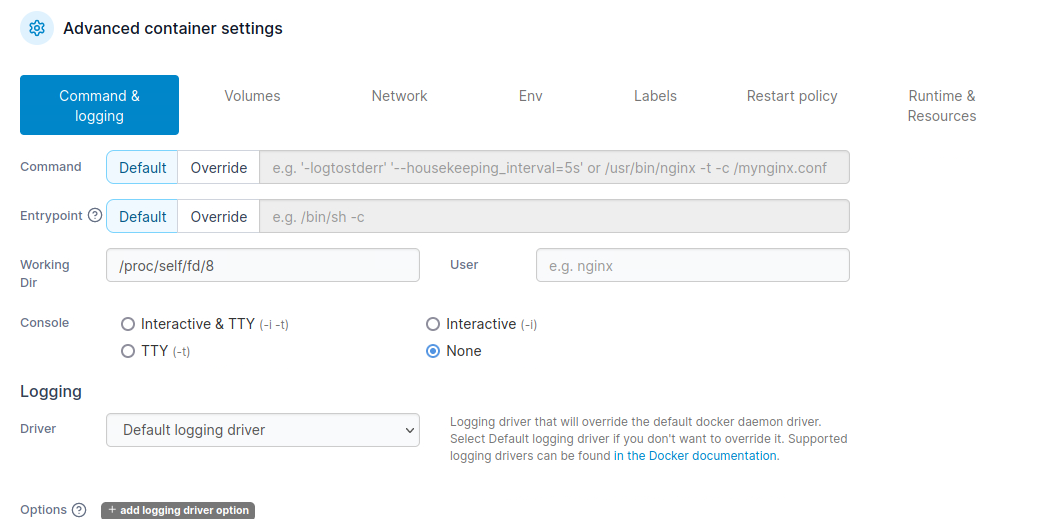 Advanced container settings
Command &
logging
Volumes
Network
Env
Labels
Restart policy
Runtime &
Resources
Command
Default
Override
e.g. '-logtostderr' '--housekeeping_interval=5s' or /usr/bin/nginx -t -c /mynginx.conf
Entrypoint
Default
Override
e.g. /bin/sh -c
Working
Dir
/proc/self/fd/8
User
e.g. nginx
Console
Interactive & TTY (-i -t)
Interactive (-i)
TTY (-t)
None
Logging
Driver
Default logging driver
Logging driver that will override the default docker daemon driver.
Select Default logging driver if you don't want to override it. Supported
logging drivers can be found in the Docker documentation.
Options
+ add logging driver option